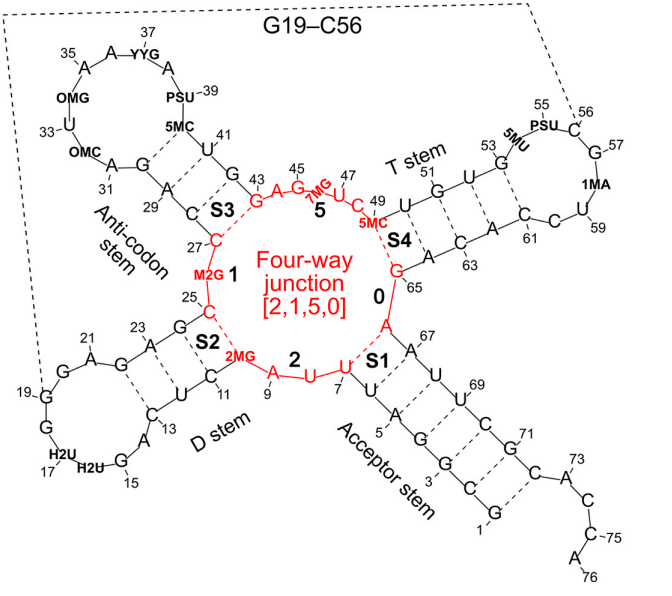 G19–C56
37
35
A
A
YYG
A
39
OMG
PSU
33
U
5MC
41
OMC
A
G
U
31
29
A
G
43
C
S3
G
A
45
G
7MG
5
U
47
C
49
5MC
27
C
T stem
U
51
G
U
53
G
5MU
55
PSU
56
C
57
G
1MA
59
U
C
61
C
A
C
63
A
S4
G
65
0
A
Anti-codon
stem
M2G
1
Four-way
junction
[2,1,5,0]
25
C
G
S2
2MG
23
A
21
G
A
G
19
G
G
17
H2U
H2U
G
15
A
C
13
U
C
11
D stem
A
9
2
U
U
7
S1
67
A
U
U
69
C
G
71
C
73
A
C
C
75
A
76
U
A
5
G
G
3
C
G
1
Acceptor stem